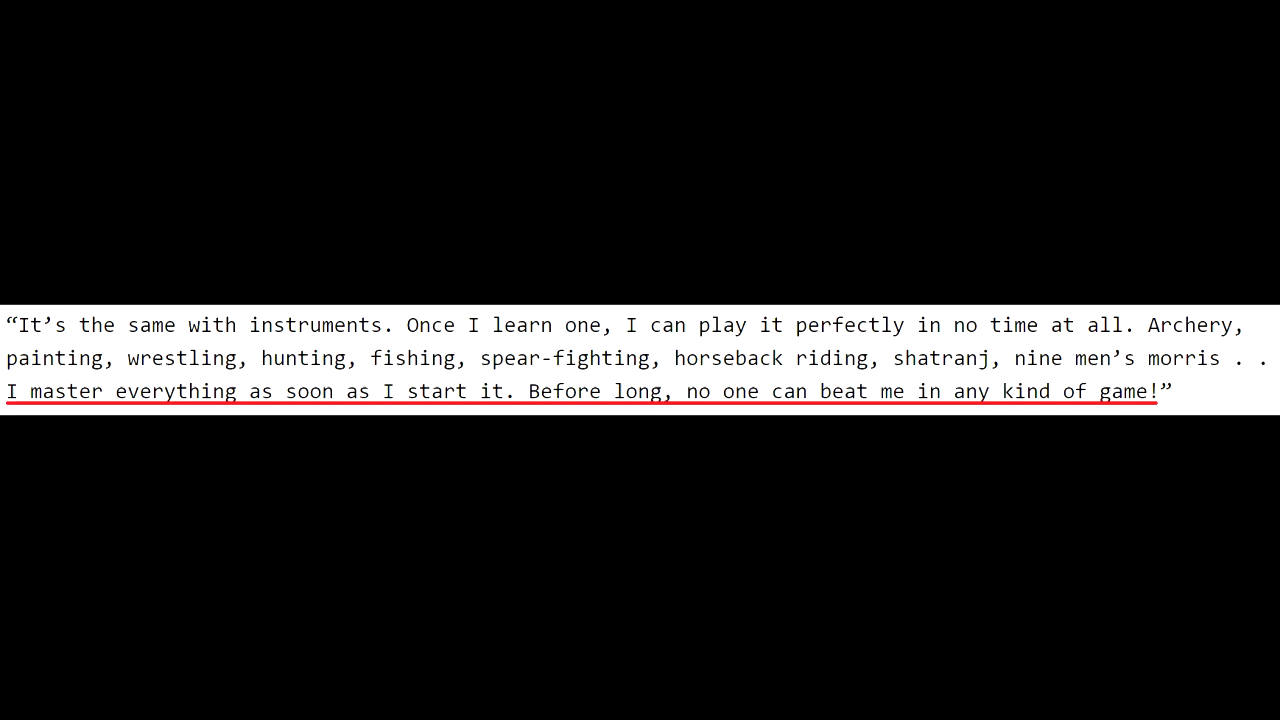 “It’s the same with instruments. Once I learn one, I can play it perfectly in no time at all. Archery,
painting, wrestling, hunting, fishing, spear-fighting, horseback riding, shatranj, nine men’s morris . .
I master everything as soon as I start it. Before long, no one can beat me in any kind of game!”